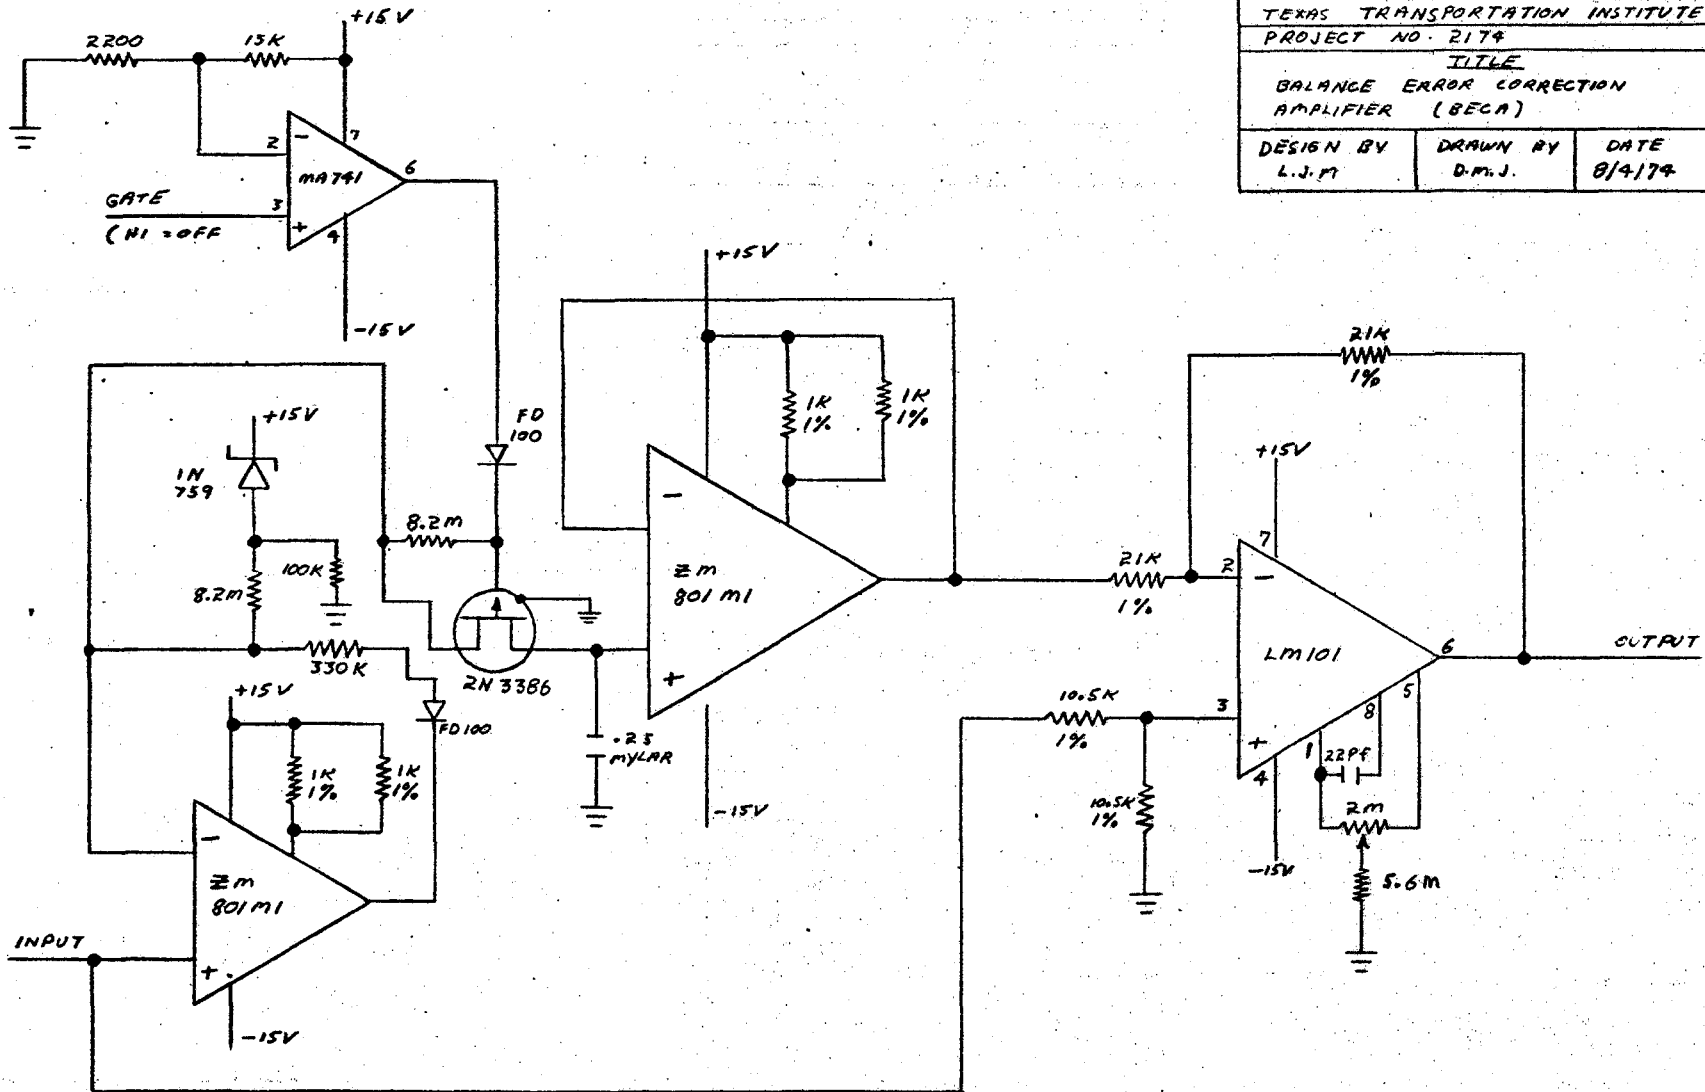 TEXAS TRANSPORTATION INSTITUTE
PROJECT NO. 2174
TITLE
BALANCE ERROR CORRECTION
AMPLIFIER (BECA)
DESIGN BY
L.J.M
DRAWN BY
D.M.J.
DATE
8/4/74
+15V
2200
15K
2
7
6
MA741
GATE
3
(HI = OFF
4
-15V
+15V
1K
1%
1K
1%
FD
100
+15V
1N
759
8.2M
100K
8.2M
330K
2N 3386
-
ZM
801 M1
+
.25
MYLAR
-15V
+15V
FD100
1K
1%
1K
1%
-
ZM
801 M1
INPUT
+
-15V
21K
1%
+15V
7
21K
1%
2
-
LM101
6
OUTPUT
5
8
10.5K
1%
3
+
1
4
22Pf
10.5K
1%
2M
-15V
5.6M